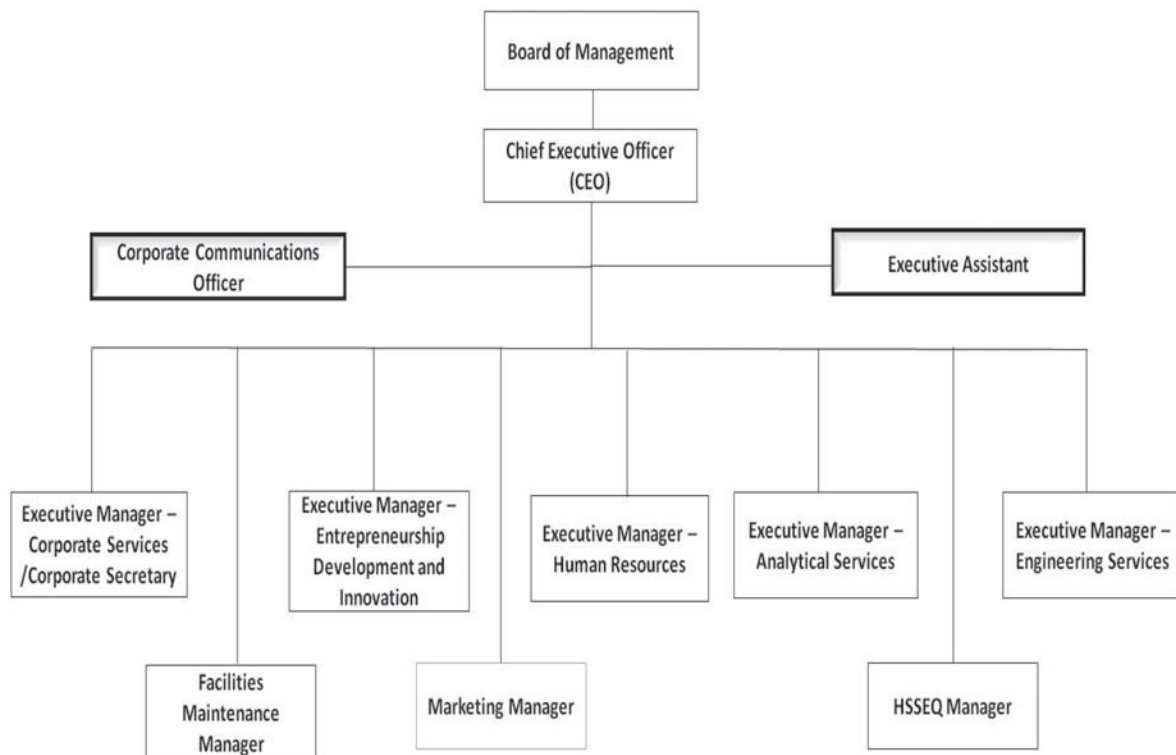 Board of Management
Chief Executive Officer
(CEO)
Corporate Communications
Officer
Executive Assistant
Executive Manager –
Corporate Services
/Corporate Secretary
Executive Manager –
Entrepreneurship
Development and
Innovation
Executive Manager –
Human Resources
Executive Manager –
Analytical Services
Executive Manager –
Engineering Services
Facilities
Maintenance
Manager
Marketing Manager
HSSEQ Manager